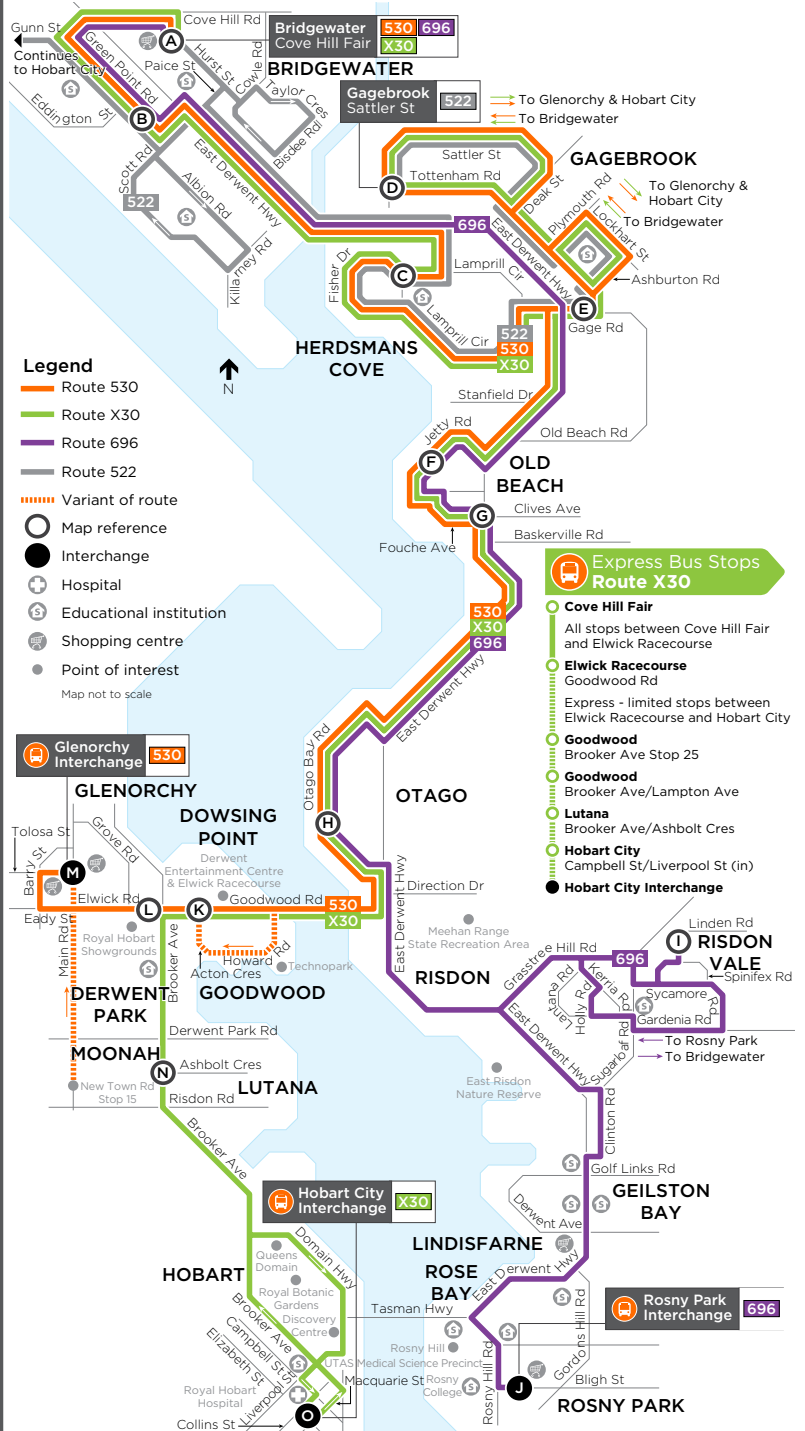 Gunn St
Cove Hill Rd
A
Bridgewater
Cove Hill Fair
530 696
X30
Continues
to Hobart City
Green Point Rd
Paice St
Hurst St
Cowle Rd
BRIDGEWATER
Taylor Cres
Bisdee Rd
Eddington St
B
Gagebrook
Sattler St
522
To Glenorchy & Hobart City
To Bridgewater
Sattler St
Tottenham Rd
D
GAGEBROOK
Deak St
Plymouth Rd
Lockhart St
To Glenorchy &
Hobart City
To Bridgewater
Scott Rd
522
Albion Rd
East Derwent Hwy
Killarney Rd
696
East Derwent Hwy
Ashburton Rd
Fisher Dr
C
Lamprill Cir
Lamprill Cir
E
Gage Rd
522
530
X30
HERDSMANS
COVE
N
Legend
Route 530
Route X30
Route 696
Route 522
Variant of route
Map reference
Interchange
Hospital
Educational institution
Shopping centre
Point of interest
Map not to scale
Stanfield Dr
Old Beach Rd
Jetty Rd
F
OLD
BEACH
G
Clives Ave
Baskerville Rd
Fouche Ave
530
X30
696
East Derwent Hwy
Express Bus Stops
Route X30
Cove Hill Fair
All stops between Cove Hill Fair
and Elwick Racecourse
Elwick Racecourse
Goodwood Rd
Express - limited stops between
Elwick Racecourse and Hobart City
Goodwood
Brooker Ave Stop 25
Goodwood
Brooker Ave/Lampton Ave
Lutana
Brooker Ave/Ashbolt Cres
Hobart City
Campbell St/Liverpool St (in)
Hobart City Interchange
Glenorchy
Interchange
530
GLENORCHY
Otago Bay Rd
OTAGO
H
DOWSING
POINT
Tolosa St
Grove Rd
Barry St
M
Derwent
Entertainment Centre
& Elwick Racecourse
Elwick Rd
Goodwood Rd
530
X30
Eady St
L
K
Direction Dr
East Derwent Hwy
Meehan Range
State Recreation Area
Main Rd
Royal Hobart
Showgrounds
Brooker Ave
Howard Rd
Acton Cres
Technopark
GOODWOOD
DERWENT
PARK
RISDON
Grasstree Hill Rd
696
Linden Rd
I
RISDON
VALE
Spinifex Rd
Lantana Rd
Holly Rd
Kerria Rd
Sycamore Rd
Gardenia Rd
Sugarloaf Rd
To Rosny Park
To Bridgewater
East Derwent Hwy
Derwent Park Rd
MOONAH
Ashbolt Cres
N
New Town Rd
Stop 15
LUTANA
Risdon Rd
East Risdon
Nature Reserve
Clinton Rd
Brooker Ave
Golf Links Rd
GEILSTON
BAY
Derwent Ave
Hobart City
Interchange
X30
LINDISFARNE
ROSE
BAY
East Derwent Hwy
Domain Hwy
Queens
Domain
HOBART
Royal Botanic
Gardens
Discovery
Centre
Tasman Hwy
Gordons Hill Rd
Rosny Park
Interchange
696
Brooker Ave
Campbell St
Elizabeth St
Rosny Hill
UTAS Medical Science Precinct
Royal Hobart
Hospital
Liverpool St
Macquarie St
Rosny
College
Rosny Hill Rd
J
Bligh St
ROSNY PARK
O
Collins St